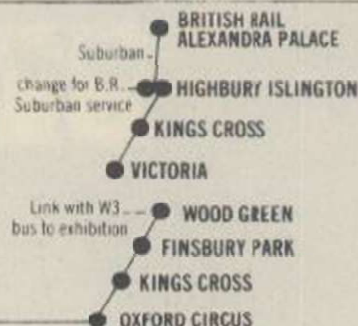 BRITISH RAIL
ALEXANDRA PALACE
Suburban
change for B.R.
Suburban service
HIGHBURY ISLINGTON
KINGS CROSS
VICTORIA
Link with W3
bus to exhibition
WOOD GREEN
FINSBURY PARK
KINGS CROSS
OXFORD CIRCUS